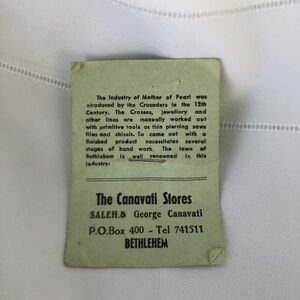 The Industry of Mother of Pearl was
introduced by the Crusaders in the 12th
Century. The Crosses, jewellery and
other lines are manually worked out
with primitive tools as thin piercing saws
files and chisls. To come out with a
finished product necessitates several
stages of hand work. The town of
Bethlehem is well renowned in this
industry.
The Canavati Stores
SALEH.& George Canavati
P.O.Box 400 - Tel 741511
BETHLEHEM